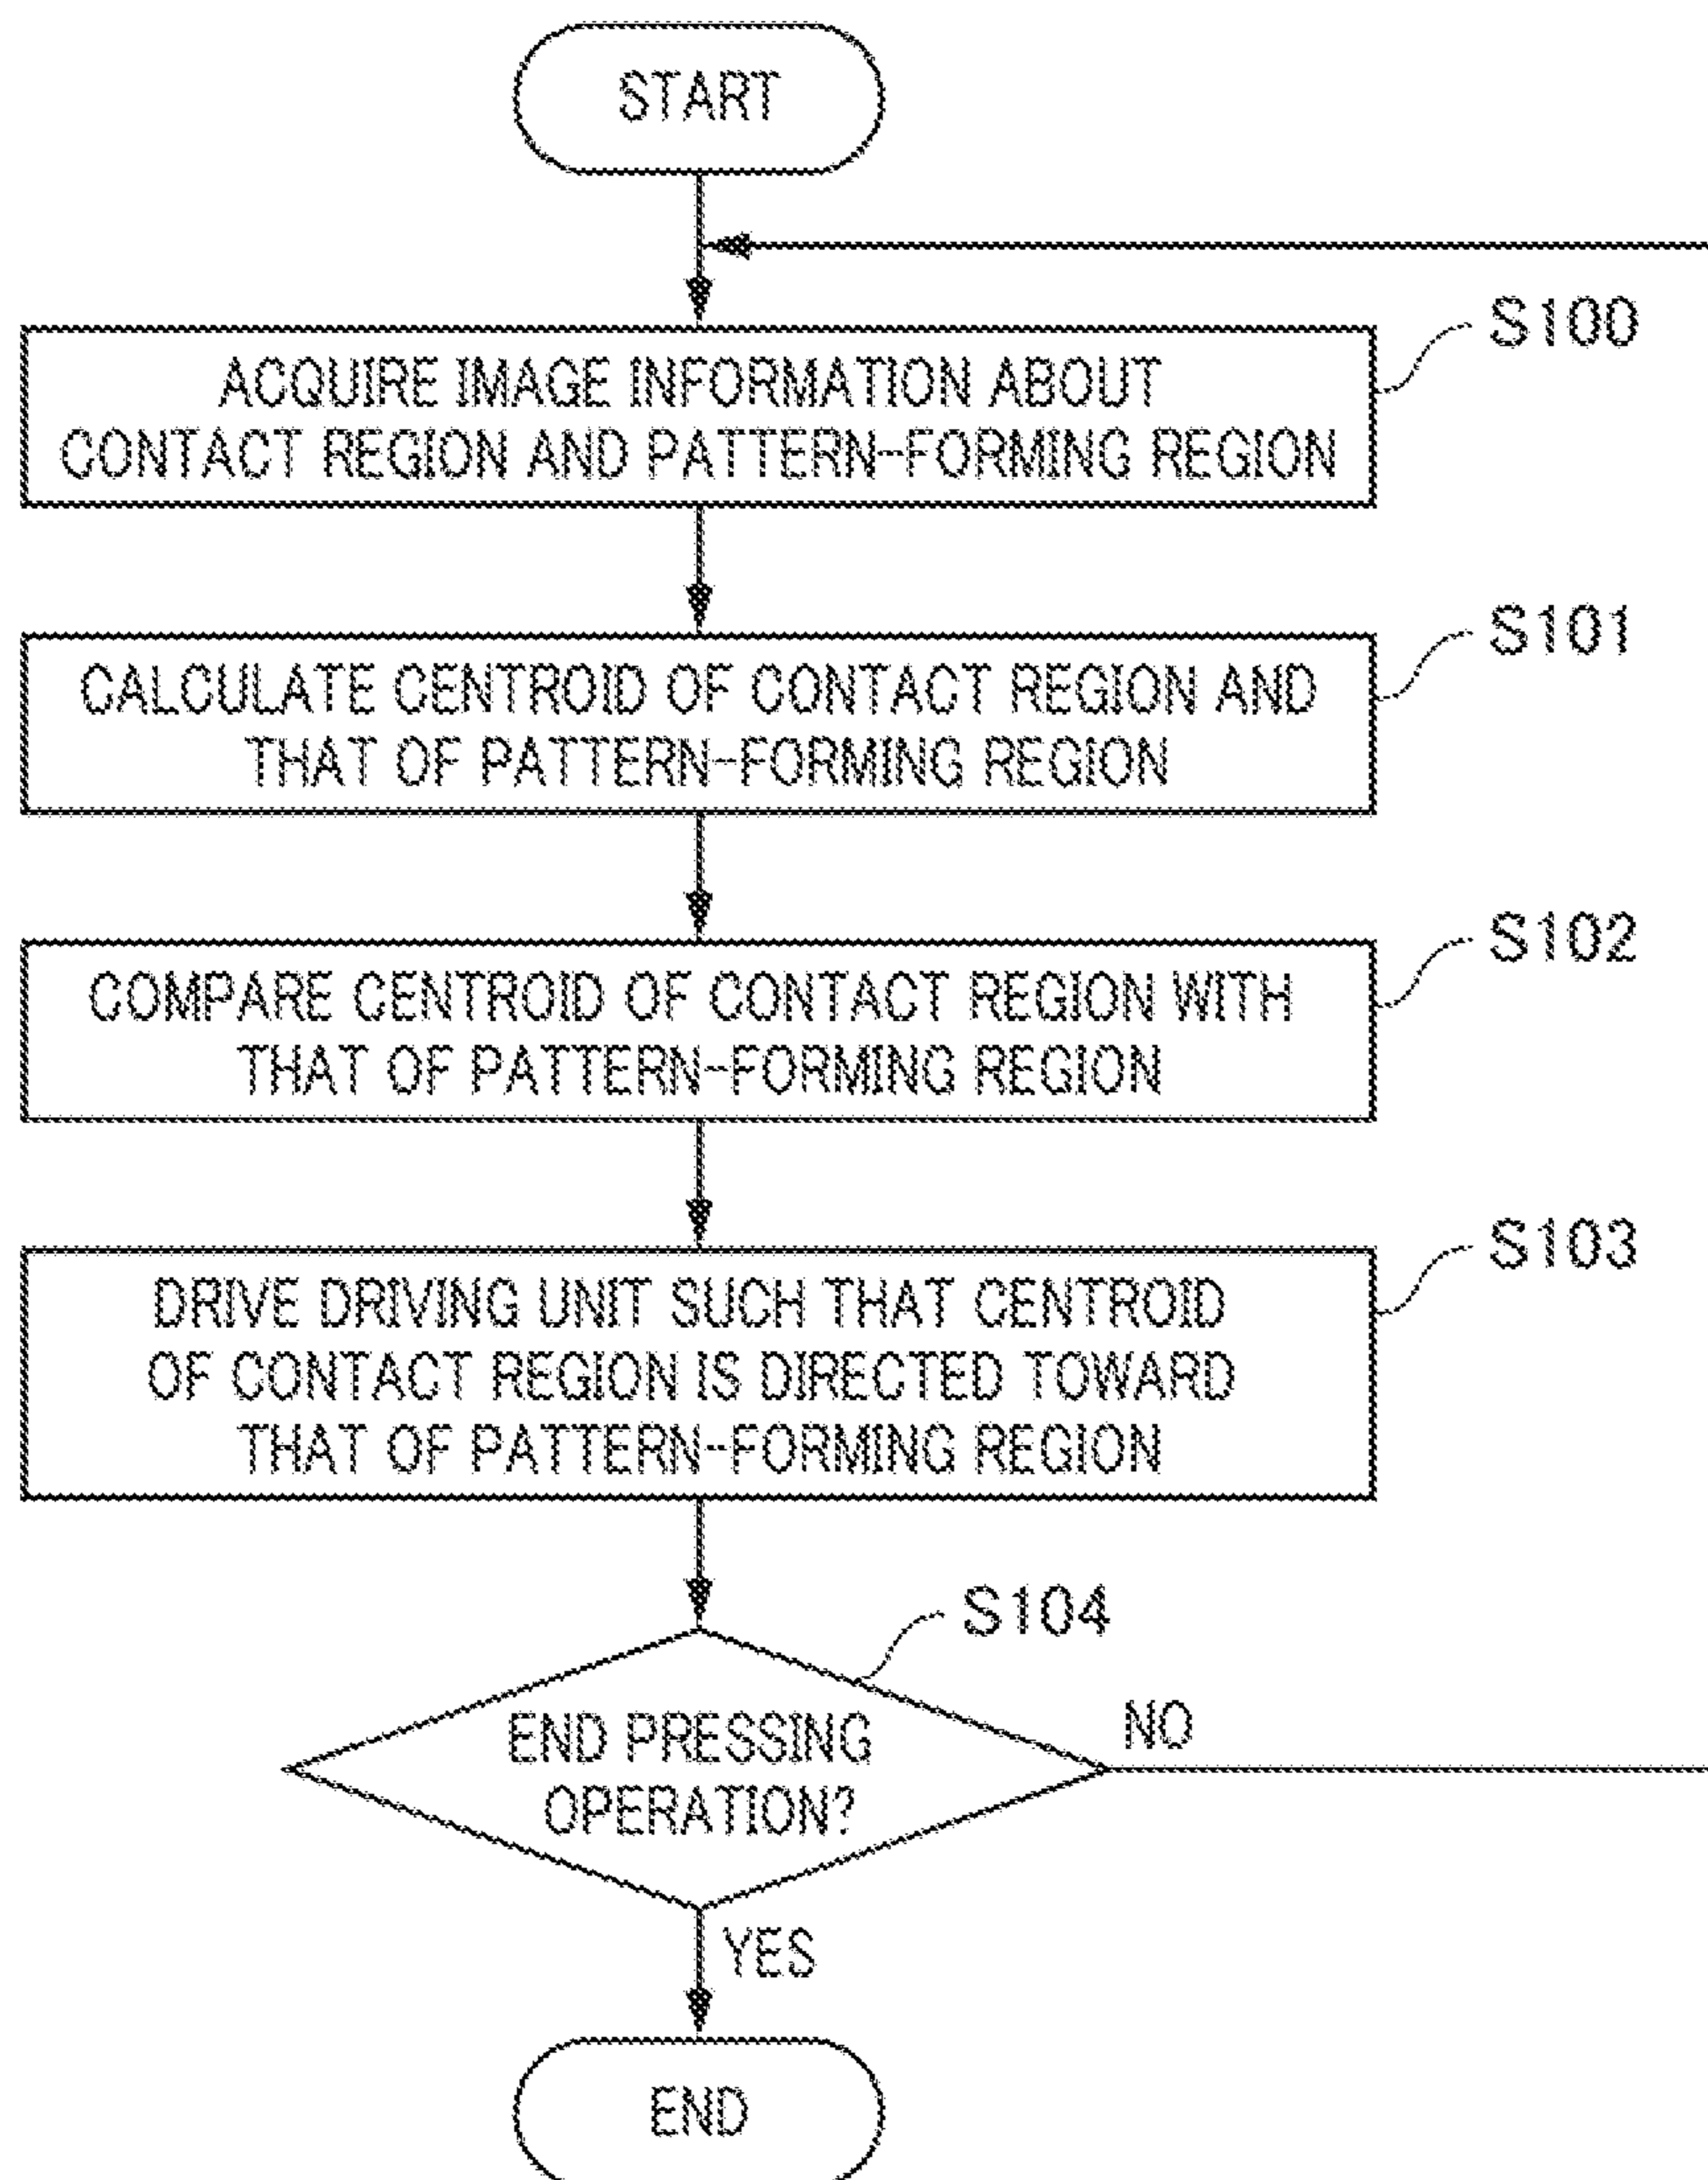 START
S100
ACQUIRE IMAGE INFORMATION ABOUT
CONTACT REGION AND PATTERN-FORMING REGION
S101
CALCULATE CENTROID OF CONTACT REGION AND
THAT OF PATTERN-FORMING REGION
S102
COMPARE CENTROID OF CONTACT REGION WITH
THAT OF PATTERN-FORMING REGION
S103
DRIVE DRIVING UNIT SUCH THAT CENTROID
OF CONTACT REGION IS DIRECTED TOWARD
THAT OF PATTERN-FORMING REGION
S104
END PRESSING
OPERATION?
NO
YES
END